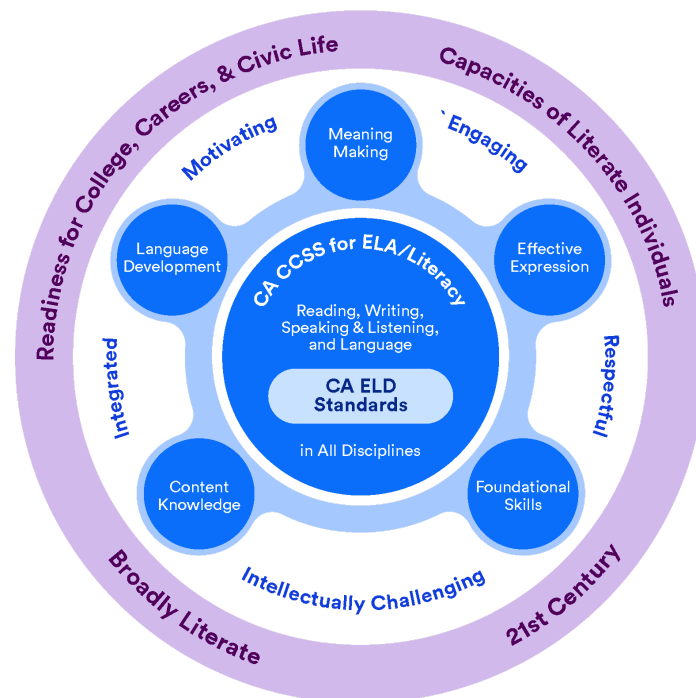 Readiness for College, Careers, & Civic Life
Capacities of Literate Individuals
Motivating
` Engaging
Meaning
Making
Language
Development
Effective
Expression
CA CCSS for ELA/Literacy
Reading, Writing,
Speaking & Listening,
and Language
CA ELD
Standards
in All Disciplines
Integrated
Respectful
Content
Knowledge
Foundational
Skills
Intellectually Challenging
Broadly Literate
21st Century